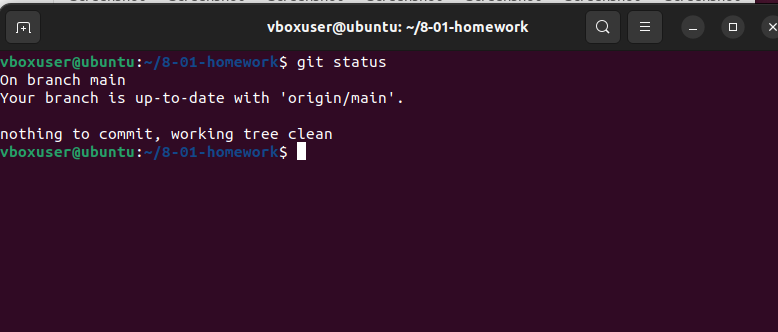 vboxuser@ubuntu: ~/8-01-homework
vboxuser@ubuntu:~/8-01-homework$ git status
On branch main
Your branch is up-to-date with 'origin/main'.
nothing to commit, working tree clean
vboxuser@ubuntu:~/8-01-homework$